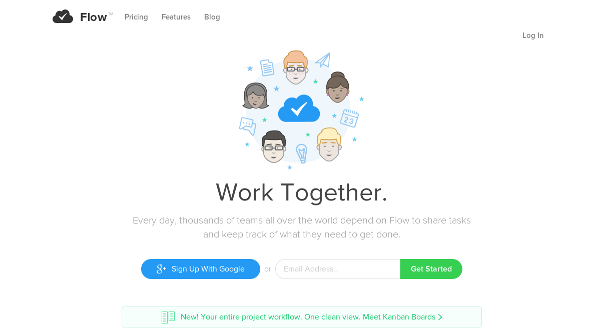 Flow™
Pricing
Features
Blog
Log In
23
Work Together.
Every day, thousands of teams all over the world depend on Flow to share tasks
and keep track of what they need to get done.
g+ Sign Up With Google
or
Email Address...
Get Started
New! Your entire project workflow. One clean view. Meet Kanban Boards